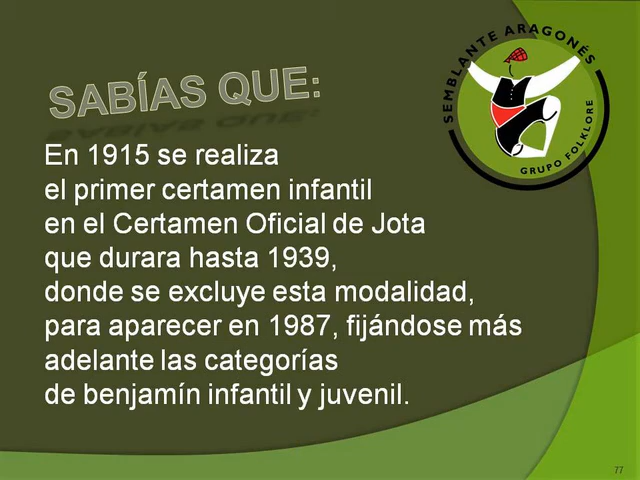 SEMBLANTE ARAGONÉS
GRUPO FOLKLORE
SABÍAS QUE:
En 1915 se realiza
el primer certamen infantil
en el Certamen Oficial de Jota
que durara hasta 1939,
donde se excluye esta modalidad,
para aparecer en 1987, fijándose más
adelante las categorías
de benjamín infantil y juvenil.
77